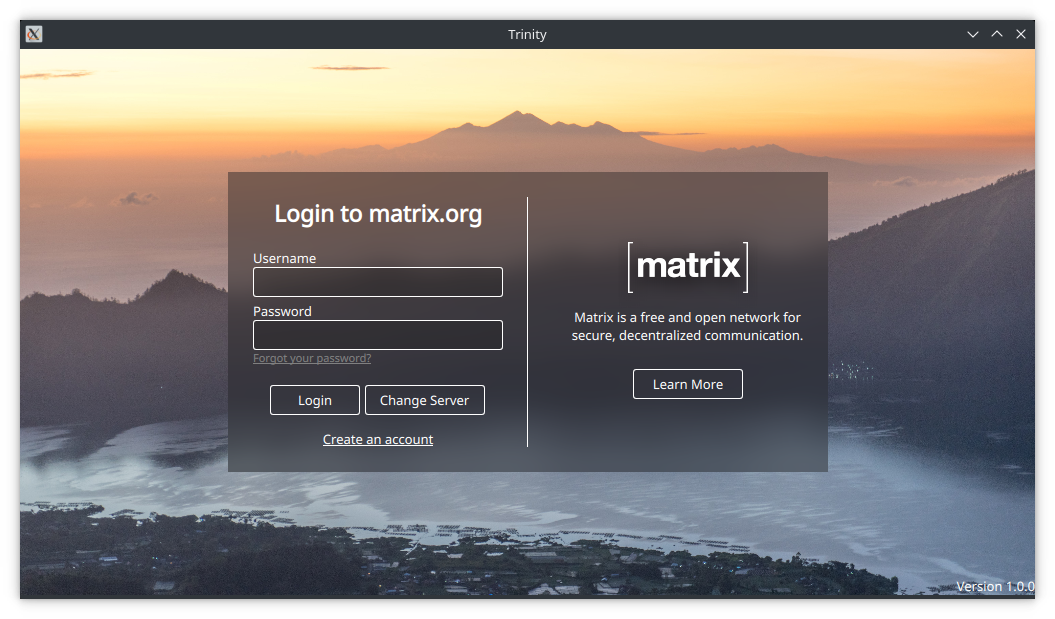 Trinity
Login to matrix.org
Username
Password
Forgot your password?
Login
Change Server
Create an account
[matrix]
Matrix is a free and open network for
secure, decentralized communication.
Learn More
Version 1.0.0